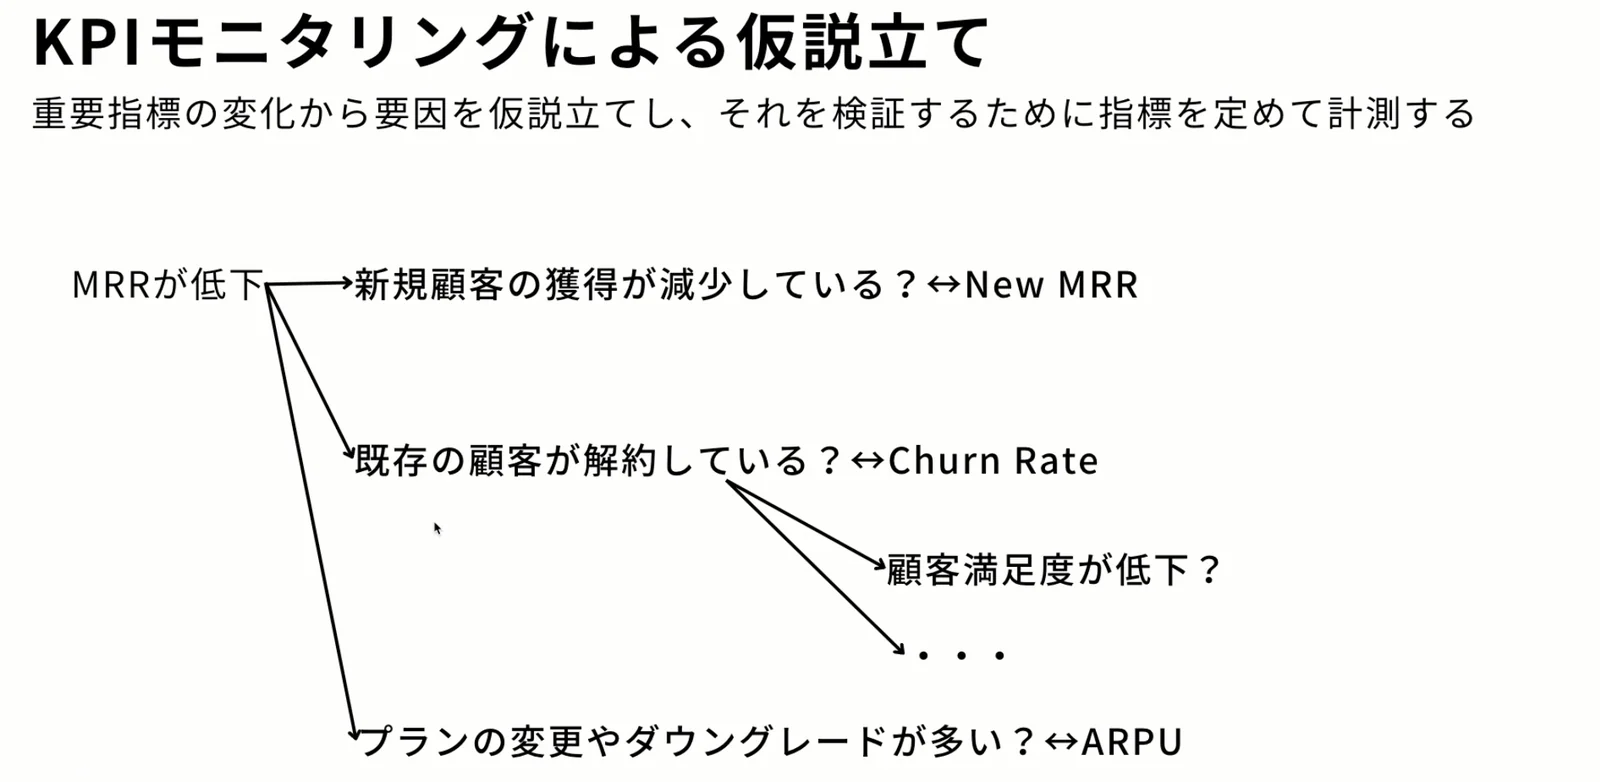 KPIモニタリングによる仮説立て
重要指標の変化から要因を仮説立てし、それを検証するために指標を定めて計測する
MRRが低下
新規顧客の獲得が減少している？↔New MRR
既存の顧客が解約している？↔Churn Rate
顧客満足度が低下？
・・・
プランの変更やダウングレードが多い？↔ARPU